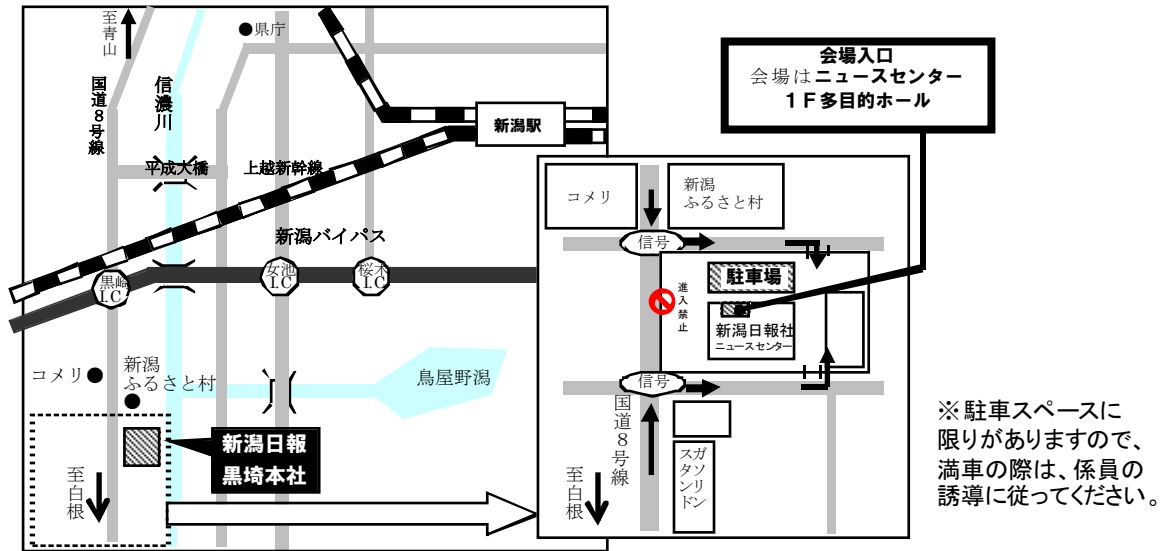 至青山
●県庁
国道8号線
信濃川
平成大橋
上越新幹線
新潟駅
新潟バイパス
黒崎
I.C
女池
I.C
桜木
I.C
コメリ●
新潟
ふるさと村
鳥屋野潟
新潟日報
黒埼本社
至白根
会場入口
会場はニュースセンター
1F多目的ホール
コメリ
新潟
ふるさと村
信号
駐車場
進入禁止
新潟日報社
ニュースセンター
信号
国道8号線
ガソリン
スタンド
至白根
※駐車スペースに
限りがありますので、
満車の際は、係員の
誘導に従ってください。